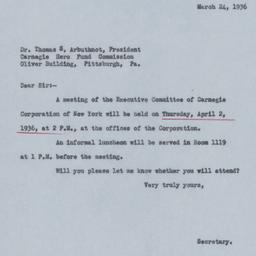 March 24, 1936
Dr. Thomas S. Arbuthnot, President
Carnegie Hero Fund Commission
Oliver Building, Pittsburgh, Pa.
Dear Sir:-
A meeting of the Executive Committee of Carnegie
Corporation of New York will be held on Thursday, April 2,
1936, at 2 P.M., at the offices of the Corporation.
An informal luncheon will be served in Room 1119
at 1 P.M. before the meeting.
Will you please let us know whether you will attend?
Very truly yours,
Secretary.